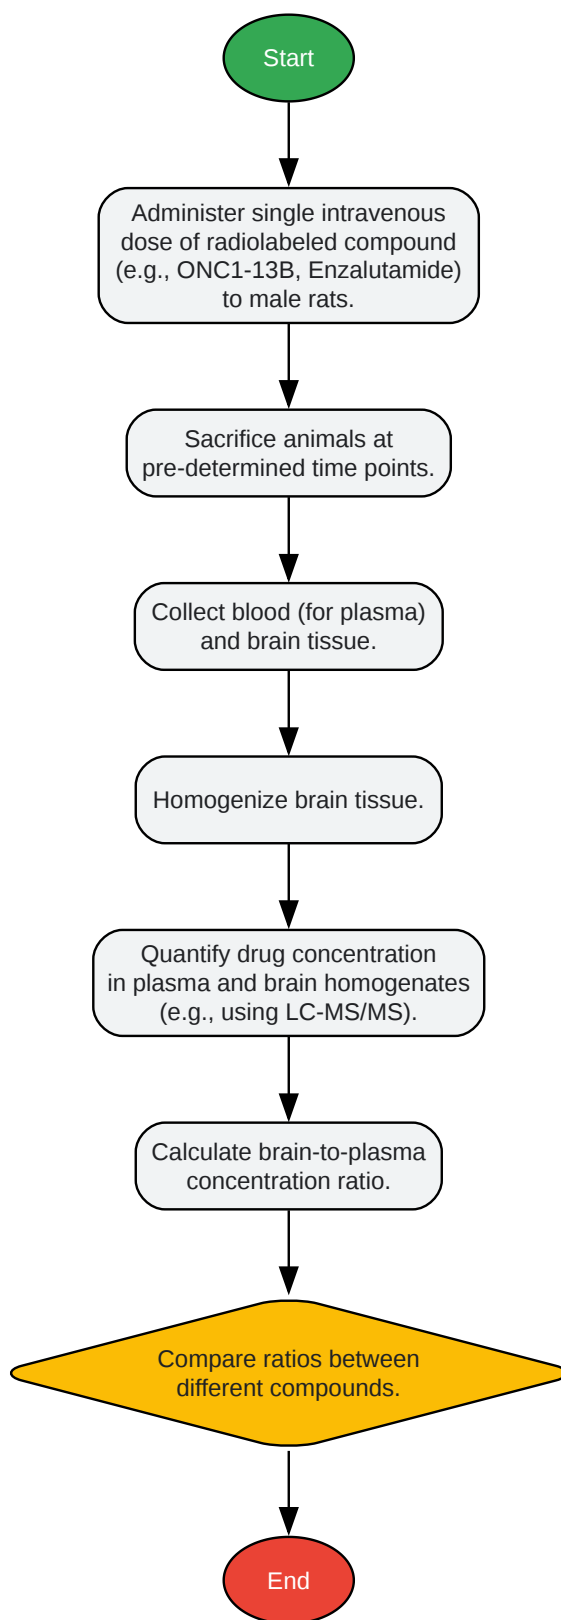 Start
Administer single intravenous
dose of radiolabeled compound
(e.g., ONC1-13B, Enzalutamide)
to male rats.
Sacrifice animals at
pre-determined time points.
Collect blood (for plasma)
and brain tissue.
Homogenize brain tissue.
Quantify drug concentration
in plasma and brain homogenates
(e.g., using LC-MS/MS).
Calculate brain-to-plasma
concentration ratio.
Compare ratios between
different compounds.
End